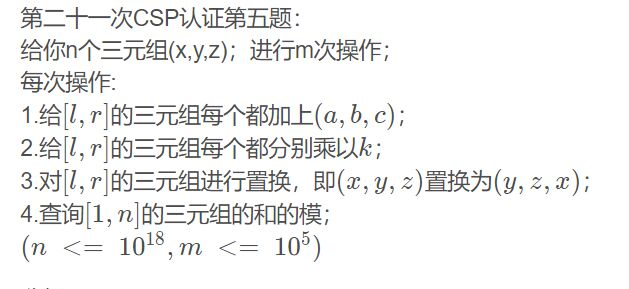 第二十一次CSP认证第五题：
给你n个三元组(x,y,z)；进行m次操作；
每次操作:
1.给[l, r]的三元组每个都加上(a, b, c)；
2.给[l, r]的三元组每个都分别乘以k；
3.对[l, r]的三元组进行置换，即(x, y, z)置换为(y, z, x)；
4.查询[1, n]的三元组的和的模；
(n <= 10^18, m <= 10^5)